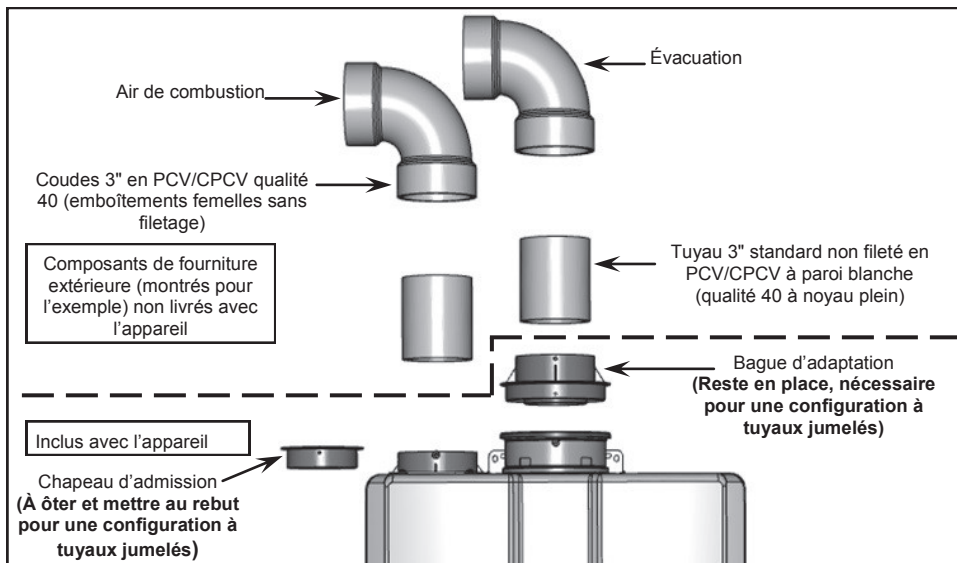 Évacuation
Air de combustion
Coudes 3" en PCV/CPCV qualité
40 (emboîtements femelles sans
filetage)
Composants de fourniture
extérieure (montrés pour
l'exemple) non livrés avec
l'appareil
Tuyau 3" standard non fileté en
PCV/CPCV à paroi blanche
(qualité 40 à noyau plein)
Bague d'adaptation
(Reste en place, nécessaire
pour une configuration à
tuyaux jumelés)
Inclus avec l'appareil
Chapeau d'admission
(À ôter et mettre au rebut
pour une configuration à
tuyaux jumelés)